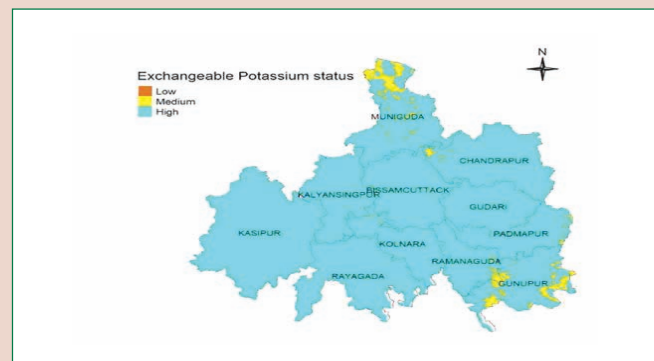 N
Exchangeable Potassium status
Low
Medium
High
MUNIGUDA
CHANDRAPUR
BISSAMCUTTACK
KALYANSINGPUR
GUDARI
KASIPUR
PADMAPUR
KOLNARA
RAMANAGUDA
RAYAGADA
GUNUPUR